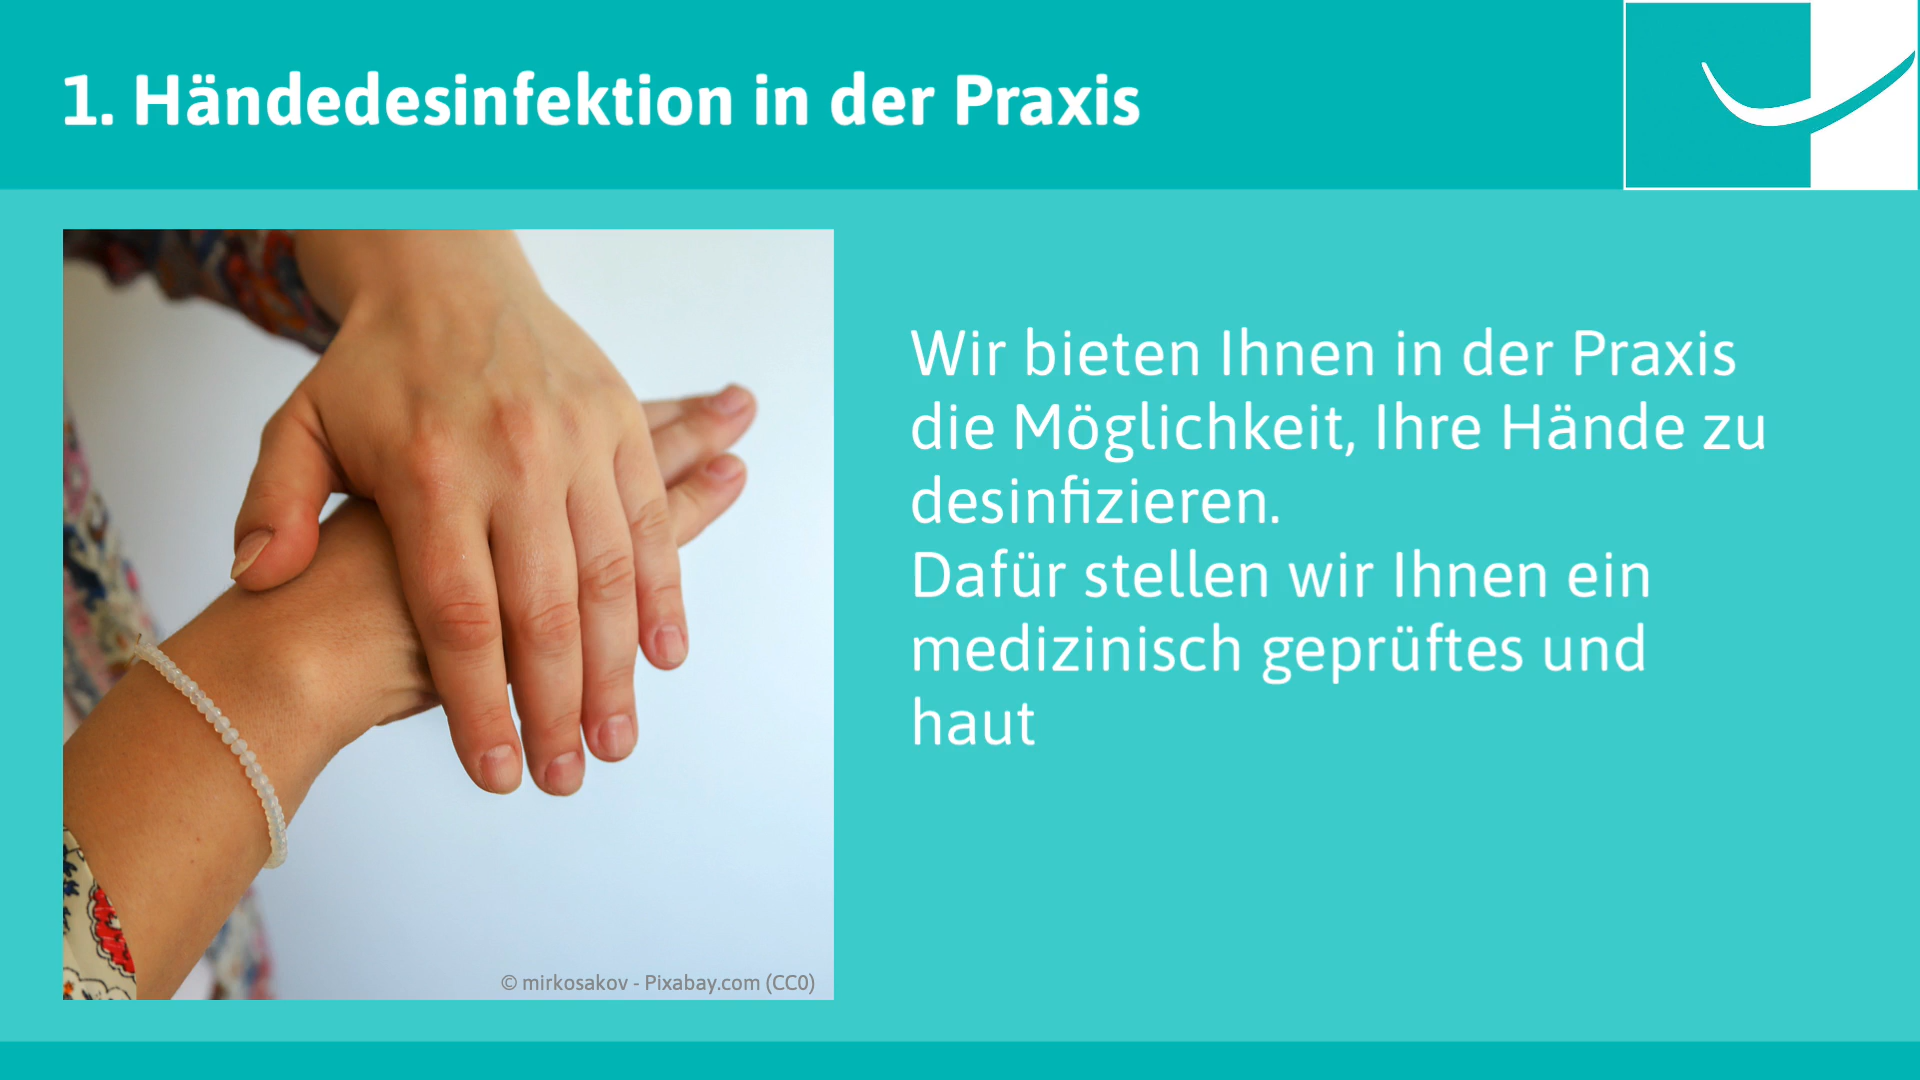 1. Händedesinfektion in der Praxis
Wir bieten Ihnen in der Praxis
die Möglichkeit, Ihre Hände zu
desinfizieren.
Dafür stellen wir Ihnen ein
medizinisch geprüftes und
haut
© mirkosakov - Pixabay.com (CC0)